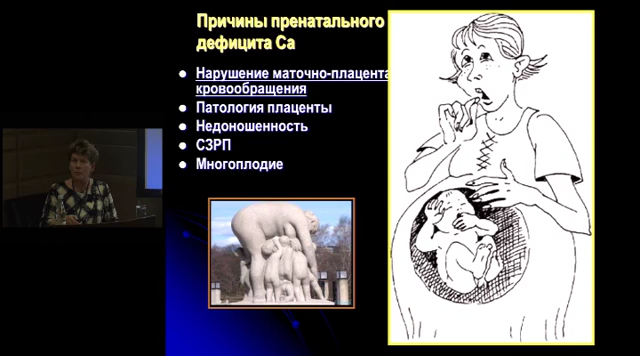 Причины пренатального
дефицита Са
Нарушение маточно-плацента
кровообращения
Патология плаценты
Недоношенность
СЗРП
Многоплодие